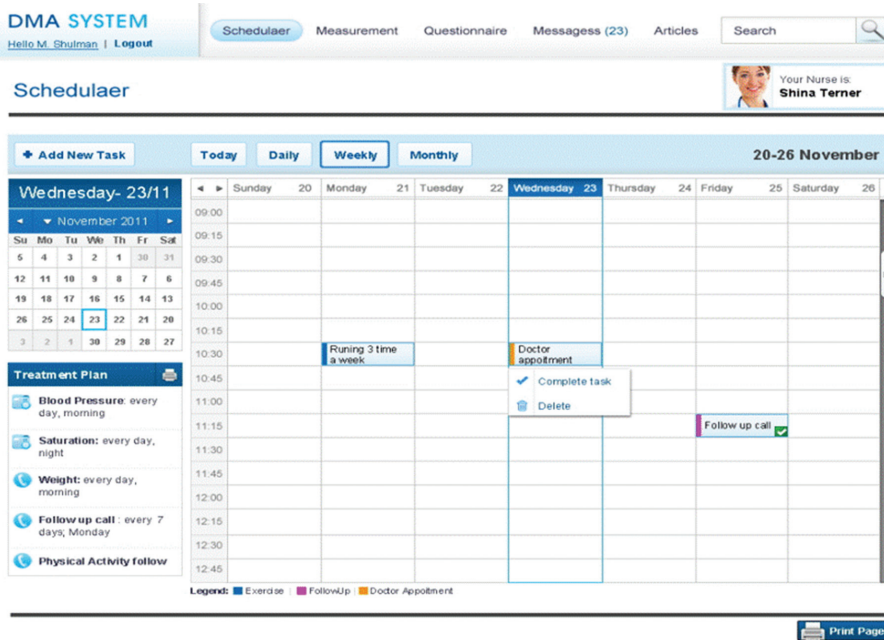 DMA SYSTEM
Hello M. Shulman | Logout
Schedulaer Measurement Questionnaire Messagess (23) Articles Search
Schedulaer
Your Nurse is:
Shina Terner
+ Add New Task Today Daily Weekly Monthly 20-26 November
Wednesday- 23/11
November 2011
Su Mo Tu We Th Fr Sat
5 4 3 2 1 30 31
12 11 10 9 8 7 6
19 18 17 16 15 14 13
26 25 24 23 22 21 20
3 2 1 30 29 28 27
Treatment Plan
Blood Pressure: every
day, morning
Saturation: every day,
night
Weight: every day,
morning
Follow up call : every 7
days; Monday
Physical Activity follow
Sunday 20 Monday 21 Tuesday 22 Wednesday 23 Thursday 24 Friday 25 Saturday 26
09:00
09:15
09:30
09:45
10:00
10:15
10:30
10:45
11:00
11:15
11:30
11:45
12:00
12:15
12:30
12:45
Runing 3 time
a week
Doctor
appoitment
Complete task
Delete
Follow up call
Legend: Exercise | FollowUp | Doctor Appoitment
Print Page